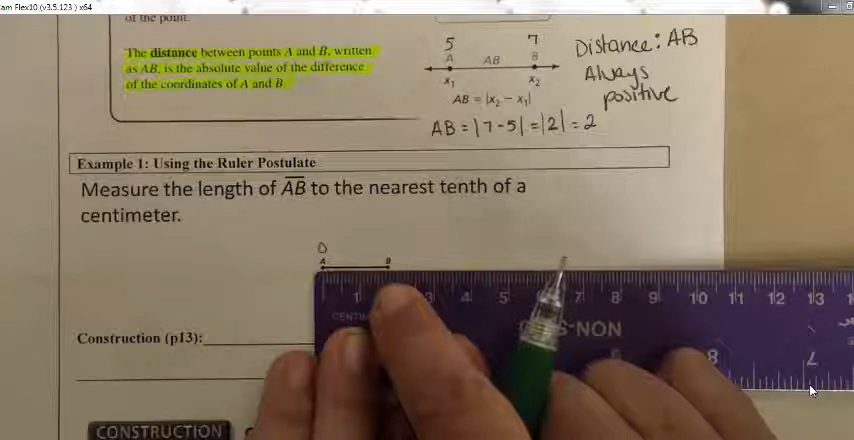 am Flex10 (v3.5.123 ) x64
of the point.
The distance between points A and B, written
as AB, is the absolute value of the difference
of the coordinates of A and B.
5 7
A AB B
x₁ x₂
AB = |x₂ − x₁|
AB = |7-5| = |2| = 2
Distance: AB
Always
positive
Example 1: Using the Ruler Postulate
Measure the length of A̅B̅ to the nearest tenth of a
centimeter.
0
A B
1 3 4 5 7 8 9 10 11 12 13
S-NON
8 7
Construction (p13):
CONSTRUCTION